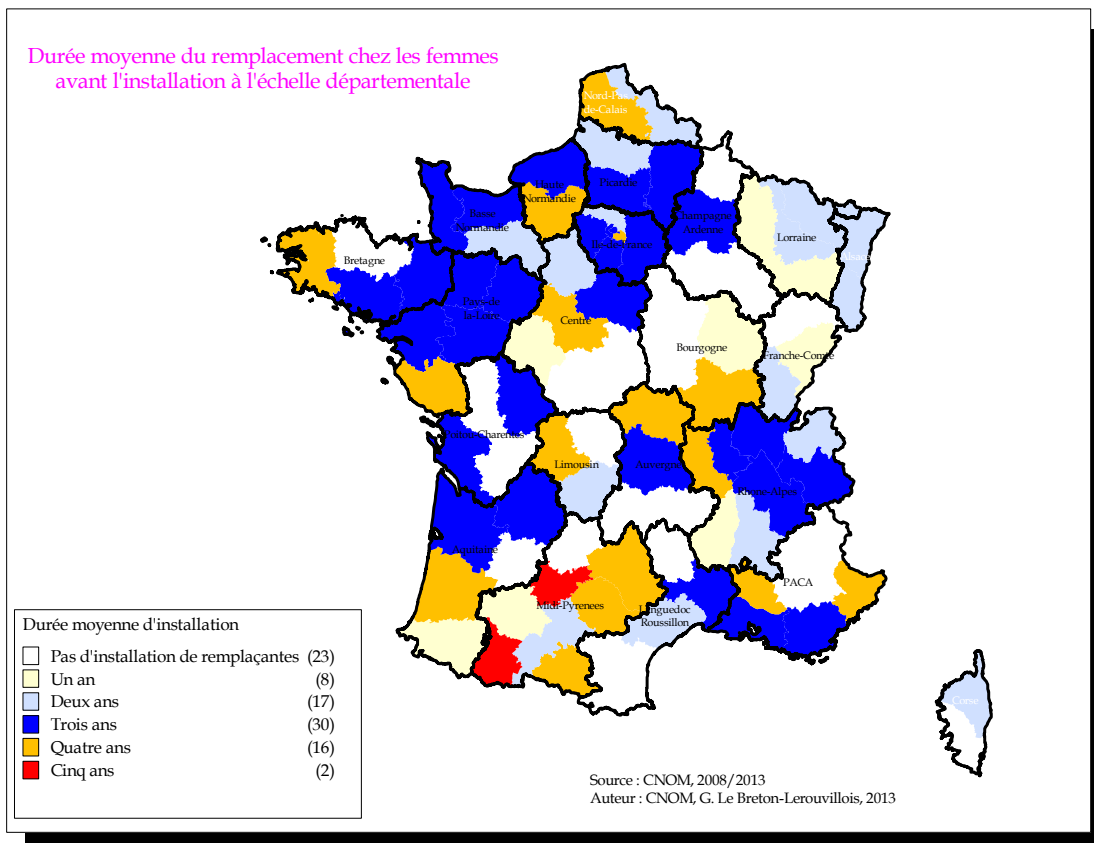 Durée moyenne du remplacement chez les femmes
avant l'installation à l'échelle départementale
Nord-Pas
de-Calais
Haute
Normandie
Picardie
Basse
Normandie
Ile-de-France
Champagne
Ardenne
Lorraine
Alsace
Bretagne
Pays-de
la-Loire
Centre
Bourgogne
Franche-Comté
Poitou-Charentes
Limousin
Auvergne
Rhône-Alpes
Aquitaine
Midi-Pyrenees
Languedoc
Roussillon
PACA
Corse
Durée moyenne d'installation
Pas d'installation de remplaçantes (23)
Un an (8)
Deux ans (17)
Trois ans (30)
Quatre ans (16)
Cinq ans (2)
Source : CNOM, 2008/2013
Auteur : CNOM, G. Le Breton-Lerouvillois, 2013